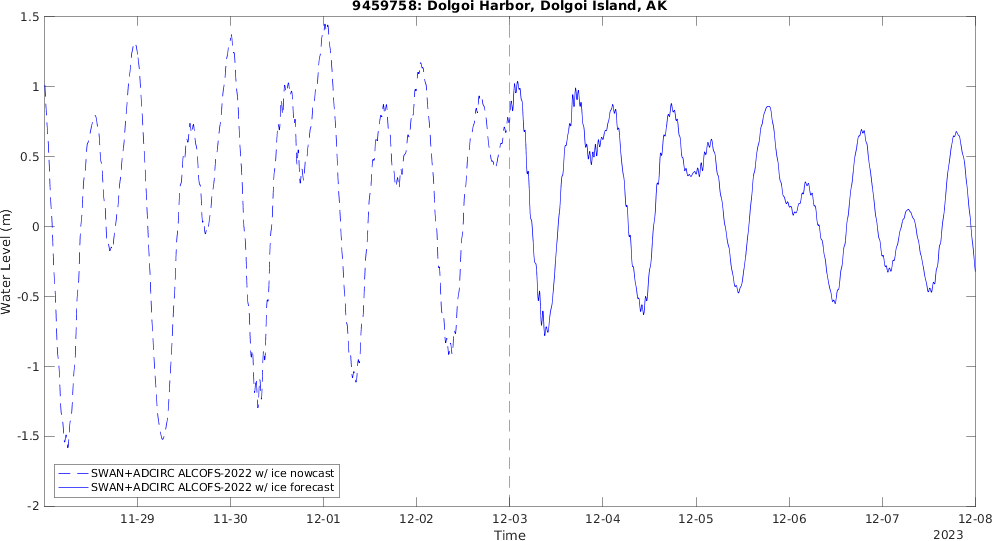 9459758: Dolgoi Harbor, Dolgoi Island, AK
1.5
1
0.5
0
-0.5
-1
-1.5
-2
Water Level (m)
SWAN+ADCIRC ALCOFS-2022 w/ ice nowcast
SWAN+ADCIRC ALCOFS-2022 w/ ice forecast
11-29 11-30 12-01 12-02 12-03 12-04 12-05 12-06 12-07 12-08
Time
2023